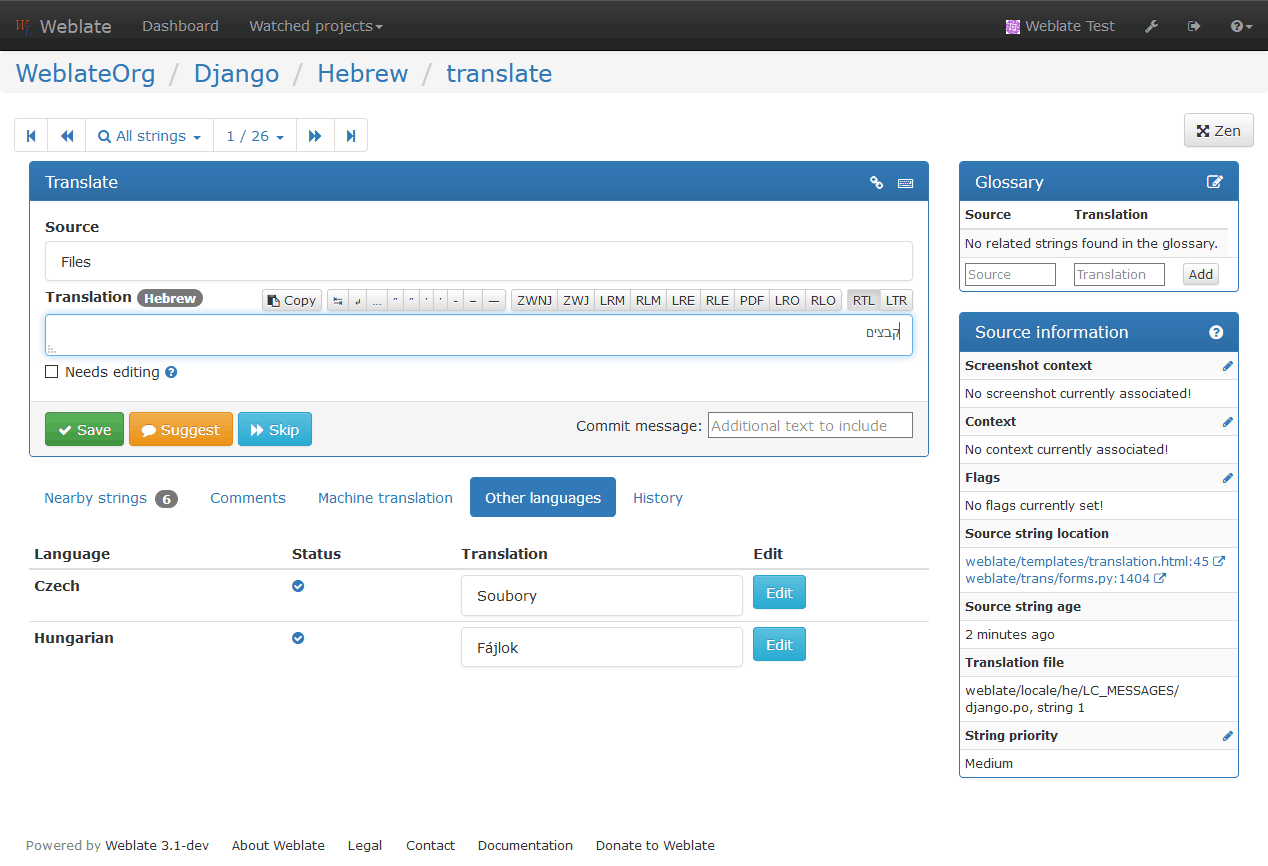 Weblate Dashboard Watched projects Weblate Test
WeblateOrg / Django / Hebrew / translate
All strings 1 / 26 Zen
Translate
Source
Files
Translation Hebrew Copy ↹ ↵ … “ ” ‘ ’ - – — ZWNJ ZWJ LRM RLM LRE RLE PDF LRO RLO RTL LTR
קבצים
Needs editing
Save Suggest Skip Commit message: Additional text to include
Nearby strings 6 Comments Machine translation Other languages History
Language Status Translation Edit
Czech Soubory Edit
Hungarian Fájlok Edit
Glossary
Source Translation
No related strings found in the glossary.
Source Translation Add
Source information
Screenshot context
No screenshot currently associated!
Context
No context currently associated!
Flags
No flags currently set!
Source string location
weblate/templates/translation.html:45
weblate/trans/forms.py:1404
Source string age
2 minutes ago
Translation file
weblate/locale/he/LC_MESSAGES/
django.po, string 1
String priority
Medium
Powered by Weblate 3.1-dev About Weblate Legal Contact Documentation Donate to Weblate